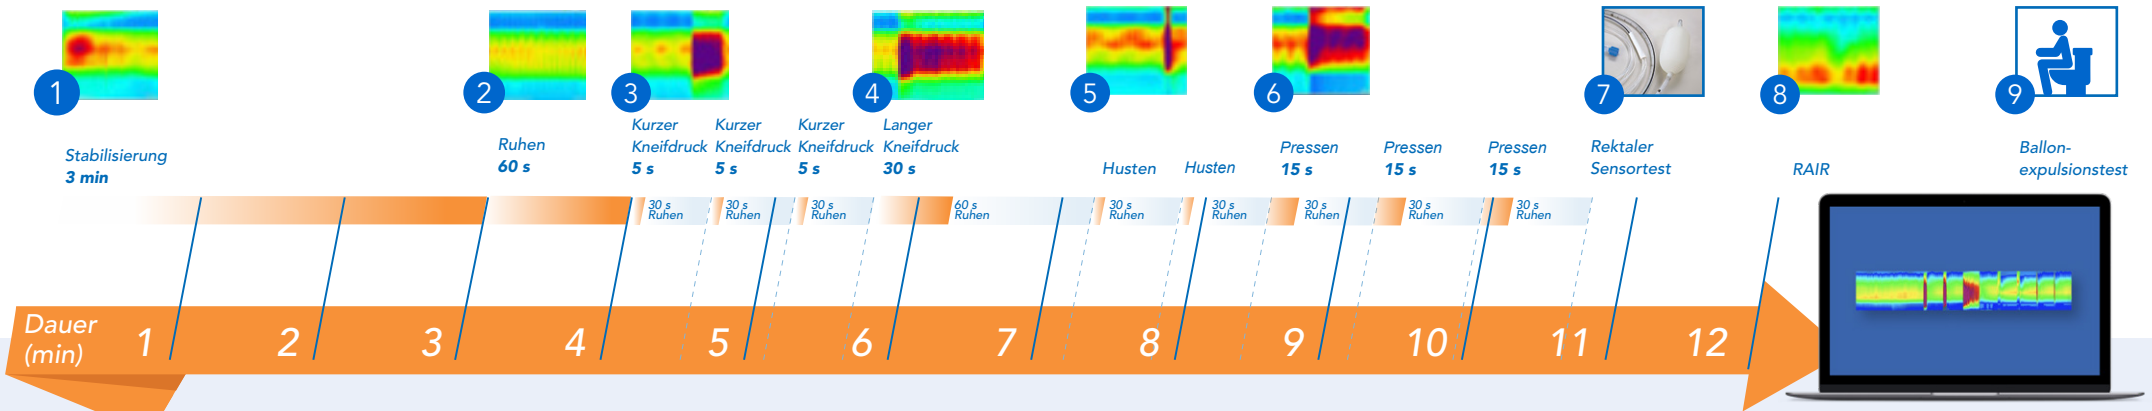 1
2
3
4
5
6
7
8
9
Stabilisierung
3 min
Ruhen
60 s
Kurzer
Kneifdruck
5 s
Kurzer
Kneifdruck
5 s
Kurzer
Kneifdruck
5 s
Langer
Kneifdruck
30 s
Husten
Husten
Pressen
15 s
Pressen
15 s
Pressen
15 s
Rektaler
Sensortest
RAIR
Ballon-
expulsionstest
30 s
Ruhen
30 s
Ruhen
30 s
Ruhen
60 s
Ruhen
30 s
Ruhen
30 s
Ruhen
30 s
Ruhen
30 s
Ruhen
30 s
Ruhen
Dauer
(min)
1
2
3
4
5
6
7
8
9
10
11
12